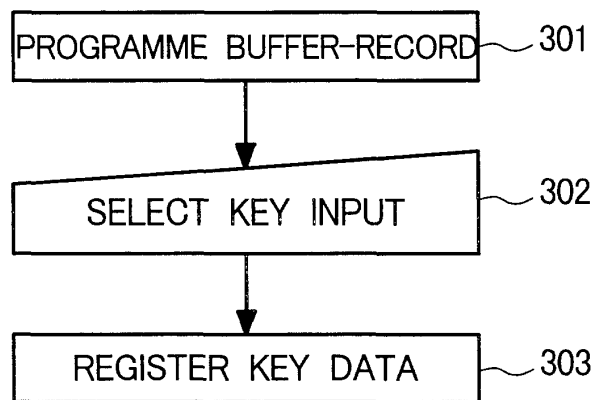 PROGRAMME BUFFER-RECORD 301
SELECT KEY INPUT 302
REGISTER KEY DATA 303